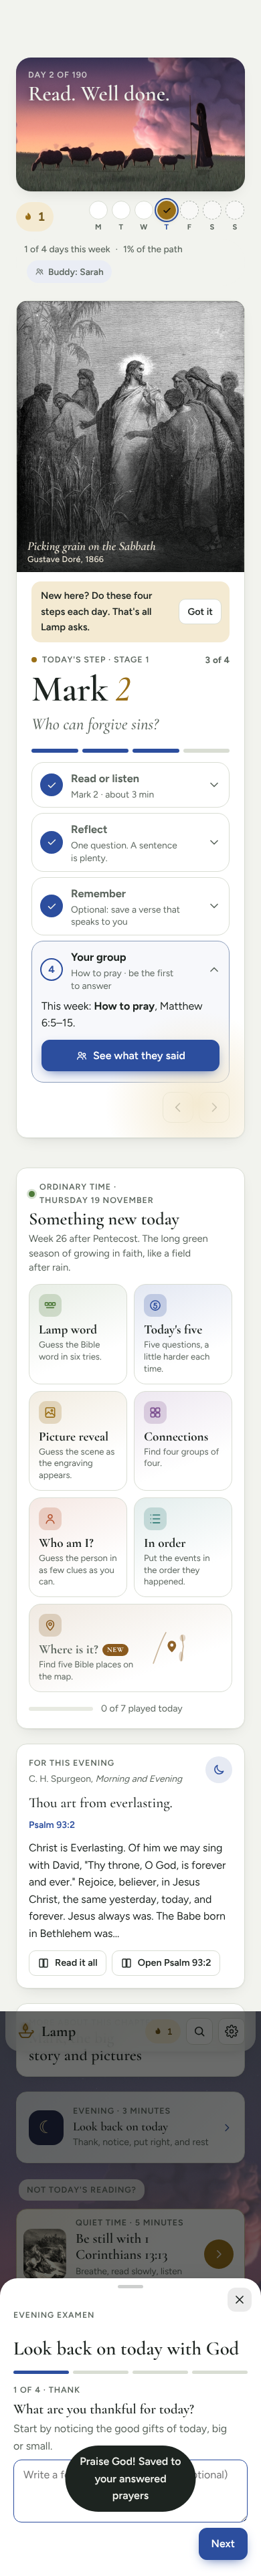 DAY 2 OF 190
Read. Well done.
1
M T W T F S S
1 of 4 days this week · 1% of the path
Buddy: Sarah
Picking grain on the Sabbath
Gustave Doré, 1866
New here? Do these four
steps each day. That's all
Lamp asks.
Got it
TODAY'S STEP · STAGE 1
3 of 4
Mark 2
Who can forgive sins?
Read or listen
Mark 2 · about 3 min
Reflect
One question. A sentence
is plenty.
Remember
Optional: save a verse that
speaks to you
4
Your group
How to pray · be the first
to answer
This week: How to pray, Matthew
6:5–15.
See what they said
ORDINARY TIME ·
THURSDAY 19 NOVEMBER
Something new today
Week 26 after Pentecost. The long green
season of growing in faith, like a field
after rain.
Lamp word
Guess the Bible
word in six tries.
Today's five
Five questions, a
little harder each
time.
Picture reveal
Guess the scene as
the engraving
appears.
Connections
Find four groups of
four.
Who am I?
Guess the person in
as few clues as you
can.
In order
Put the events in
the order they
happened.
Where is it? NEW
Find five Bible places on
the map.
0 of 7 played today
FOR THIS EVENING
C. H. Spurgeon, Morning and Evening
Thou art from everlasting.
Psalm 93:2
Christ is Everlasting. Of him we may sing
with David, "Thy throne, O God, is forever
and ever." Rejoice, believer, in Jesus
Christ, the same yesterday, today, and
forever. Jesus always was. The Babe born
in Bethlehem was...
Read it all
Open Psalm 93:2
Lamp
1
story and pictures
EVENING · 3 MINUTES
Look back on today
Thank, notice, put right, and rest
NOT TODAY'S READING?
QUIET TIME · 5 MINUTES
Be still with 1
Corinthians 13:13
Breathe, read slowly, listen
EVENING EXAMEN
Look back on today with God
1 OF 4 · THANK
What are you thankful for today?
Start by noticing the good gifts of today, big
or small.
Write a
Praise God! Saved to
your answered
prayers
Next